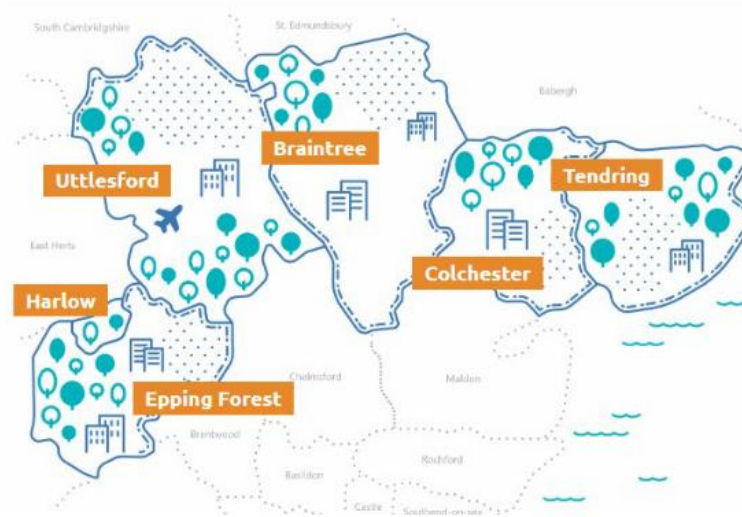 South Cambridgeshire
St. Edmundsbury
Babergh
Braintree
Uttlesford
Tendring
East Herts
Colchester
Harlow
Chelmsford
Maldon
Epping Forest
Brentwood
Rochford
Basildon
Castle
Southend-on-sea